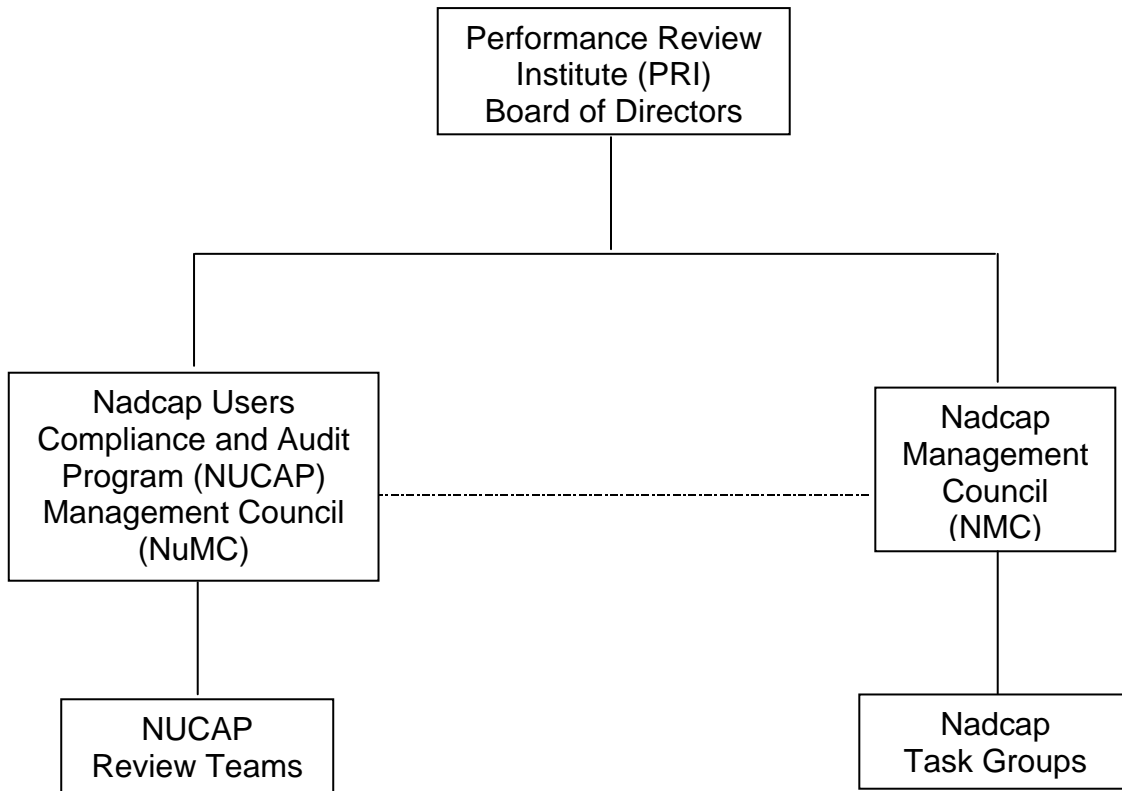 Performance Review
Institute (PRI)
Board of Directors
Nadcap Users
Compliance and Audit
Program (NUCAP)
Management Council
(NuMC)
Nadcap
Management
Council
(NMC)
NUCAP
Review Teams
Nadcap
Task Groups